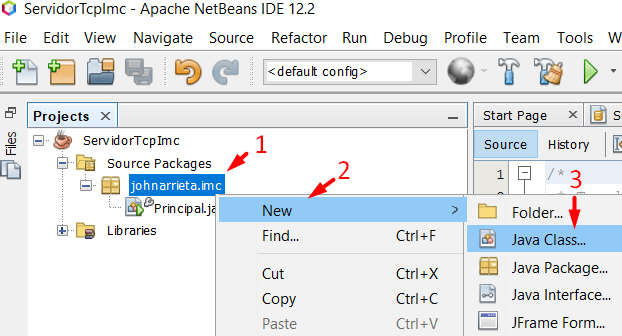 ServidorTcpImc - Apache NetBeans IDE 12.2
File Edit View Navigate Source Refactor Run Debug Profile Team Tools
<default config>
Files
Projects
Start Page
Source History
ServidorTcpImc
Source Packages
johnarrieta.imc
Principal.ja
Libraries
1
2
3
1
/*
2
New
Find... Ctrl+F
Cut Ctrl+X
Copy Ctrl+C
Paste Ctrl+V
Folder...
Java Class...
Java Package...
Java Interface...
JFrame Form...